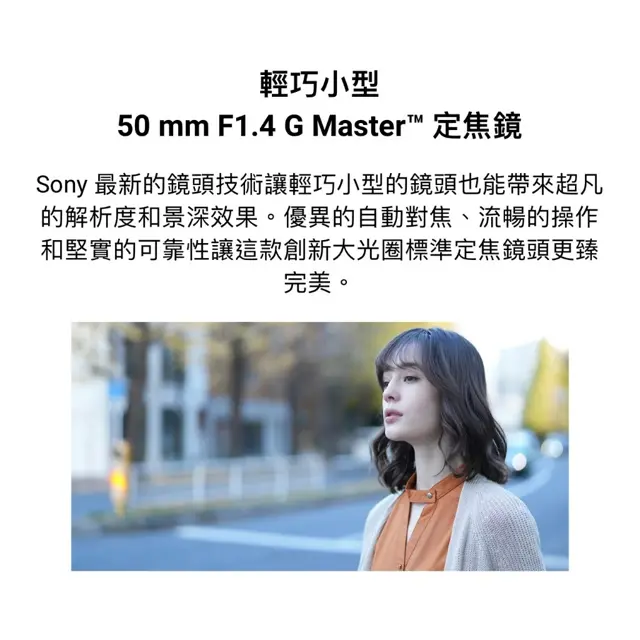 輕巧小型
50 mm F1.4 G Master™ 定焦鏡
Sony 最新的鏡頭技術讓輕巧小型的鏡頭也能帶來超凡
的解析度和景深效果。優異的自動對焦、流暢的操作
和堅實的可靠性讓這款創新大光圈標準定焦鏡頭更臻
完美。